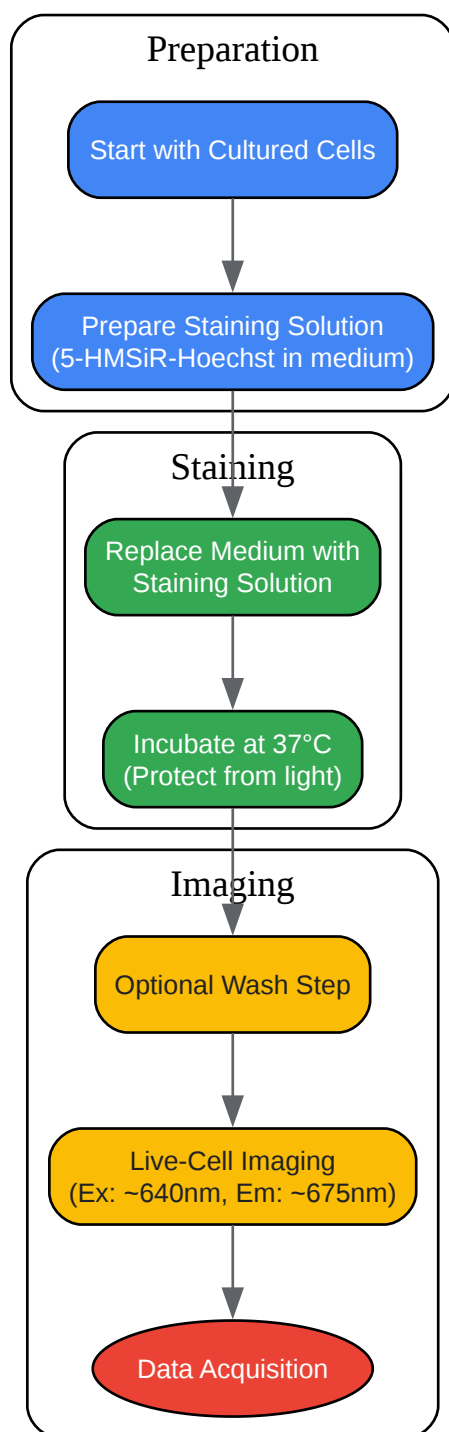 Preparation
Start with Cultured Cells
Prepare Staining Solution
(5-HMSiR-Hoechst in medium)
Staining
Replace Medium with
Staining Solution
Incubate at 37°C
(Protect from light)
Imaging
Optional Wash Step
Live-Cell Imaging
(Ex: ~640nm, Em: ~675nm)
Data Acquisition